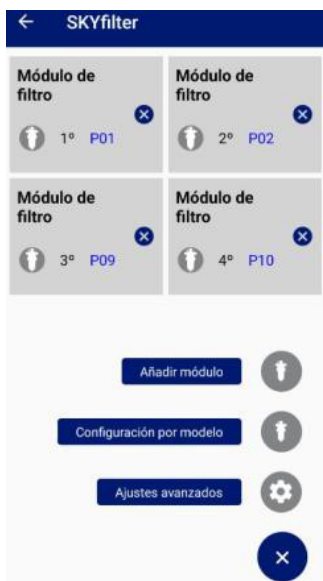 SKYfilter
Módulo de
filtro
1º P01
Módulo de
filtro
2º P02
Módulo de
filtro
3º P09
Módulo de
filtro
4º P10
Añadir módulo
Configuración por modelo
Ajustes avanzados